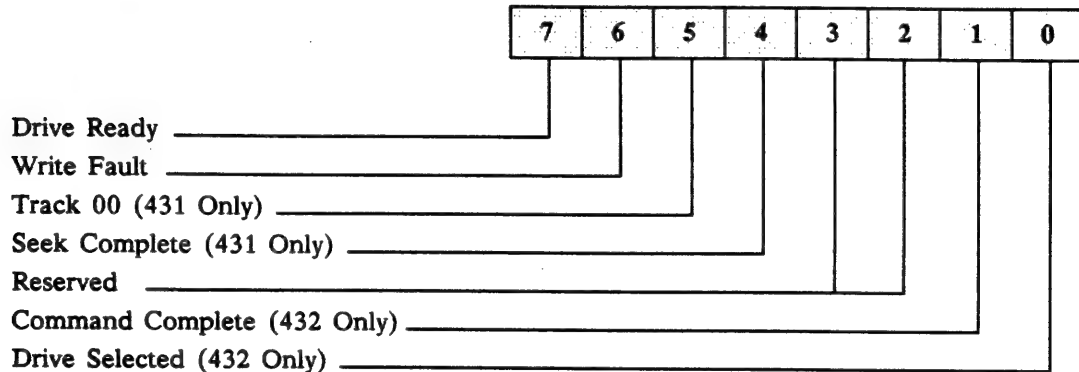 7 6 5 4 3 2 1 0
Drive Ready
Write Fault
Track 00 (431 Only)
Seek Complete (431 Only)
Reserved
Command Complete (432 Only)
Drive Selected (432 Only)